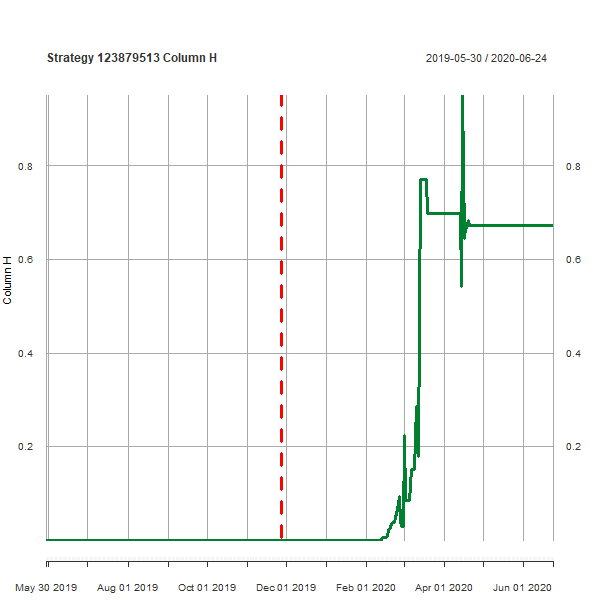 Strategy 123879513 Column H
2019-05-30 / 2020-06-24
0.8 0.8
0.6 0.6
Column H
0.4 0.4
0.2 0.2
May 30 2019 Aug 01 2019 Oct 01 2019 Dec 01 2019 Feb 01 2020 Apr 01 2020 Jun 01 2020